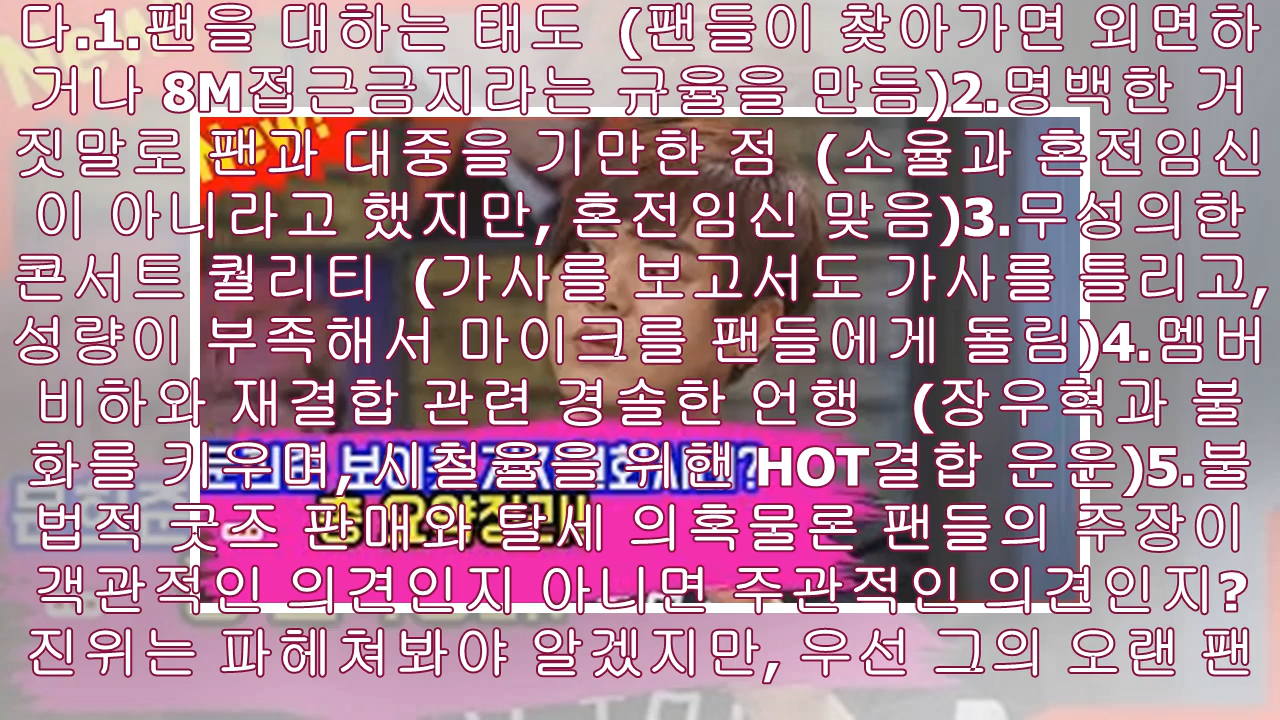 다.1.팬을 대하는 태도 (팬들이 찾아가면 외면하
거나 8M접근금지라는 규율을 만듬)2.명백한 거
짓말로 팬과 대중을 기만한 점 (소율과 혼전임신
이 아니라고 했지만, 혼전임신 맞음)3.무성의한
콘서트 퀄리티 (가사를 보고서도 가사를 틀리고,
성량이 부족해서 마이크를 팬들에게 돌림)4.멤버
비하와 재결합 관련 경솔한 언행 (장우혁과 불
화를 키우며, 시청률을 위핸 HOT결합 운운)5.불
법적 굿즈 판매와 탈세 의혹물론 팬들의 주장이
객관적인 의견인지 아니면 주관적인 의견인지?
진위는 파헤쳐봐야 알겠지만, 우선 그의 오랜 팬
New!